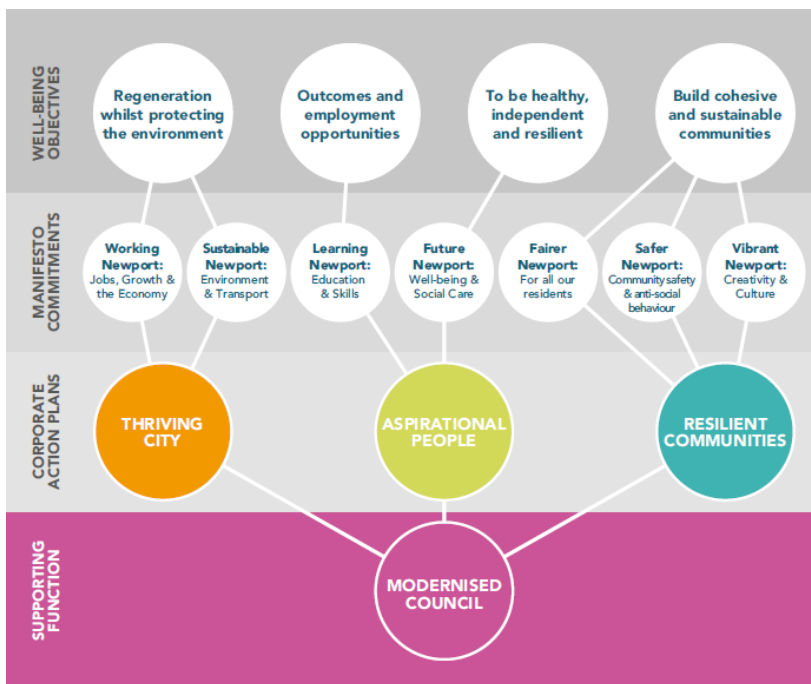 WELL-BEING
OBJECTIVES
Regeneration
whilst protecting
the environment
Outcomes and
employment
opportunities
To be healthy,
independent
and resilient
Build cohesive
and sustainable
communities
MANIFESTO
COMMITMENTS
Working
Newport:
Jobs, Growth &
the Economy
Sustainable
Newport:
Environment
& Transport
Learning
Newport:
Education
& Skills
Future
Newport:
Well-being &
Social Care
Fairer
Newport:
For all our
residents
Safer
Newport:
Community safety
& anti-social
behaviour
Vibrant
Newport:
Creativity &
Culture
CORPORATE
ACTION PLANS
THRIVING
CITY
ASPIRATIONAL
PEOPLE
RESILIENT
COMMUNITIES
SUPPORTING
FUNCTION
MODERNISED
COUNCIL